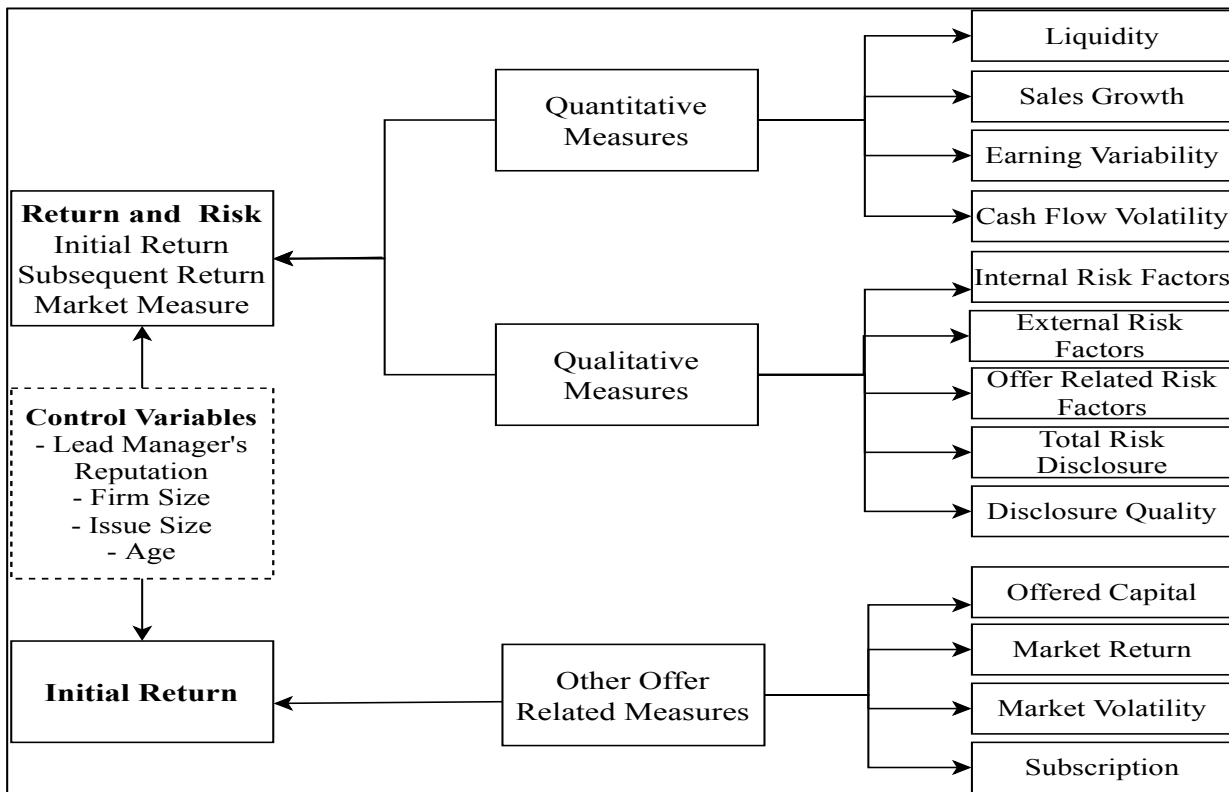 Liquidity
Quantitative
Measures
Sales Growth
Earning Variability
Cash Flow Volatility
Return and Risk
Initial Return
Subsequent Return
Market Measure
Internal Risk Factors
External Risk
Factors
Qualitative
Measures
Offer Related Risk
Factors
Total Risk
Disclosure
Disclosure Quality
Control Variables
- Lead Manager's
Reputation
- Firm Size
- Issue Size
- Age
Offered Capital
Market Return
Initial Return
Other Offer
Related Measures
Market Volatility
Subscription